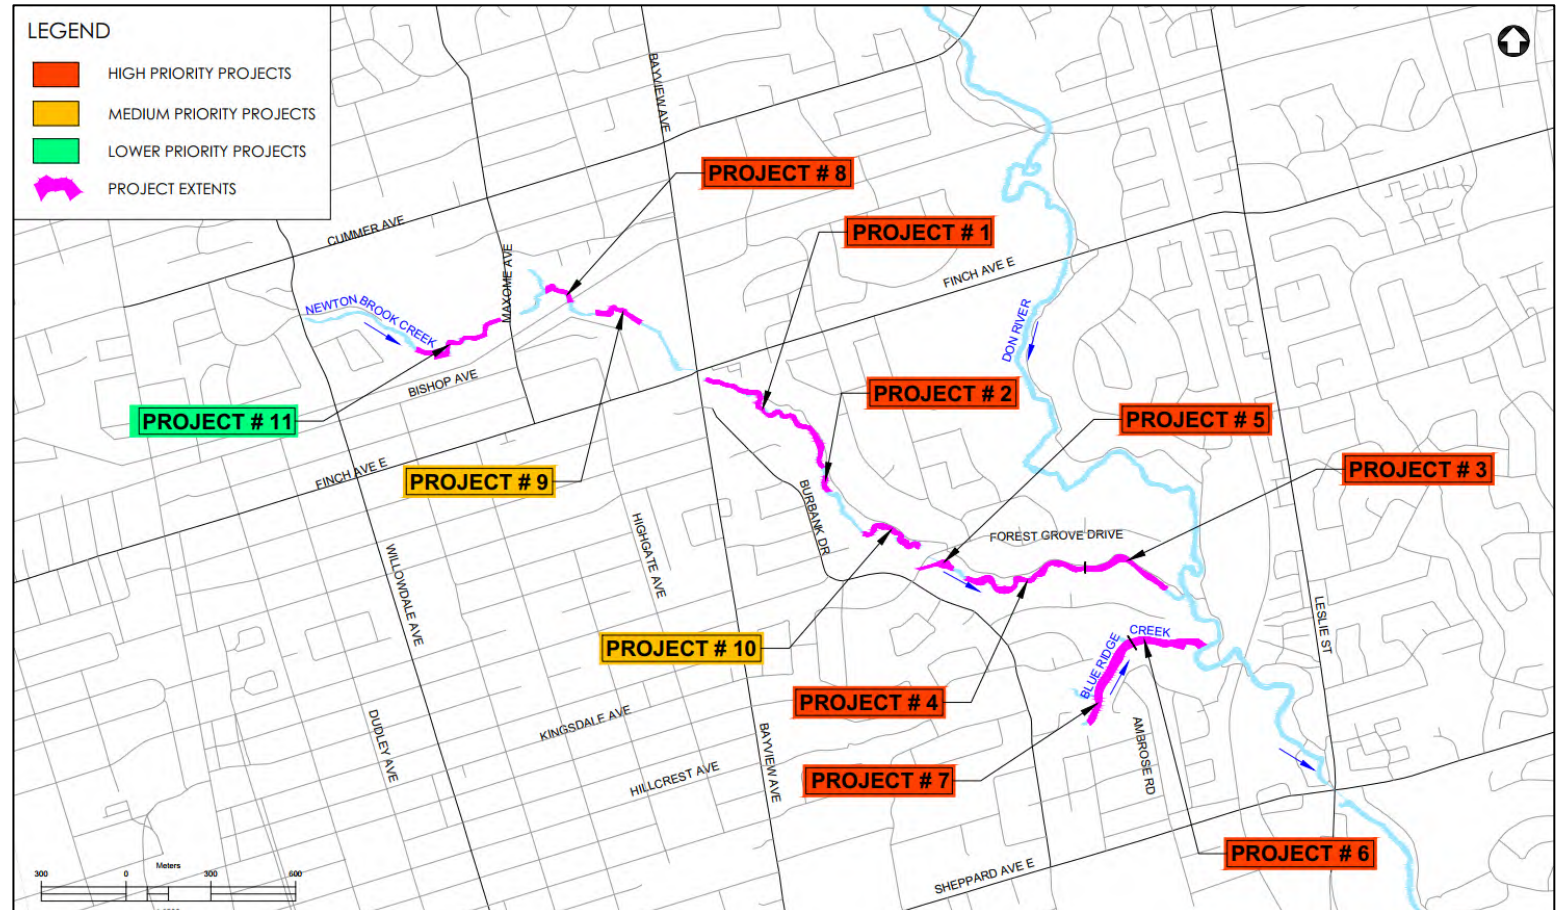 LEGEND
HIGH PRIORITY PROJECTS
MEDIUM PRIORITY PROJECTS
LOWER PRIORITY PROJECTS
PROJECT EXTENTS
BAYVIEW AVE
PROJECT # 8
PROJECT # 1
CUMMER AVE
MAXOME AVE
FINCH AVE E
NEWTON BROOK CREEK
DON RIVER
BISHOP AVE
PROJECT # 2
PROJECT # 11
PROJECT # 5
FINCH AVE E
PROJECT # 9
PROJECT # 3
BURBANK DR
HIGHGATE AVE
FOREST GROVE DRIVE
WILLOWDALE AVE
LESLIE ST
PROJECT # 10
BLUE RIDGE CREEK
PROJECT # 4
KINGSDALE AVE
DUDLEY AVE
BAYVIEW AVE
AMBROSE RD
HILLCREST AVE
PROJECT # 7
PROJECT # 6
SHEPPARD AVE E
Meters
300 0 300 600